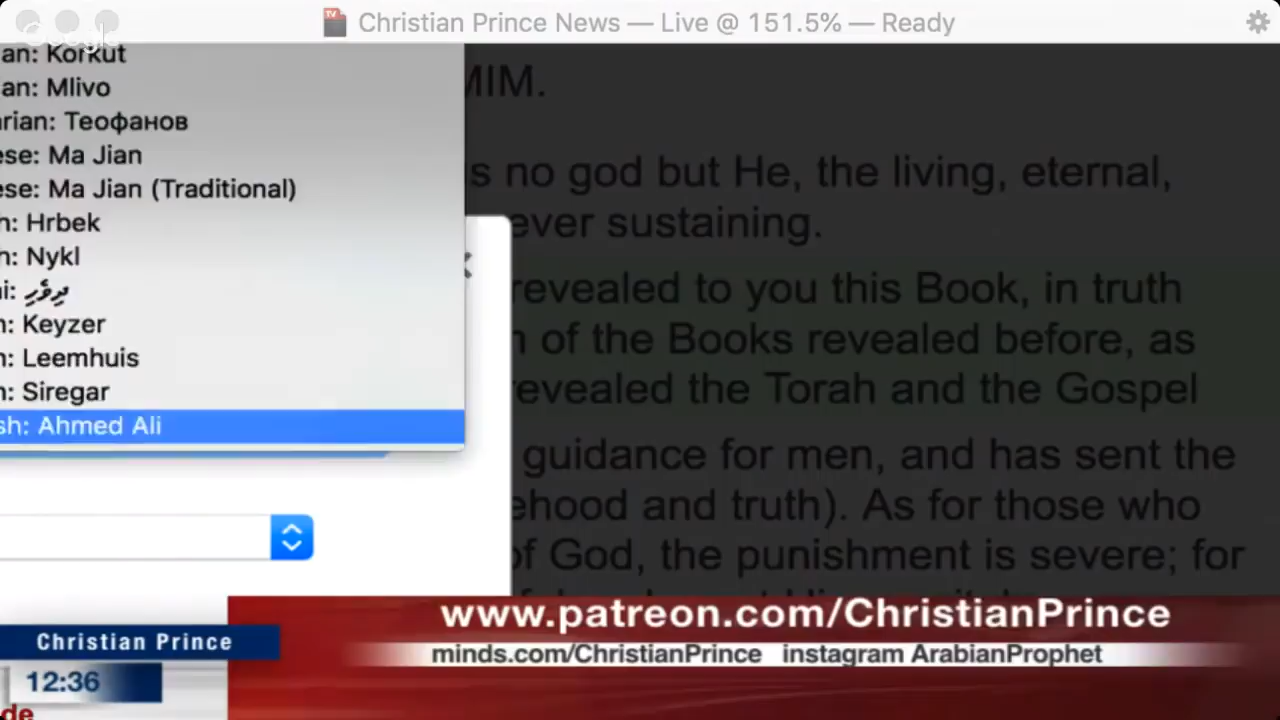 Christian Prince News — Live @ 151.5% — Ready
Google
an: Korkut
an: Mlivo
rian: Теофанов
ese: Ma Jian
ese: Ma Jian (Traditional)
h: Hrbek
h: Nykl
i: ދިވެހި
n: Keyzer
n: Leemhuis
n: Siregar
sh: Ahmed Ali
MIM.
s no god but He, the living, eternal,
ever sustaining.
revealed to you this Book, in truth
n of the Books revealed before, as
revealed the Torah and the Gospel
guidance for men, and has sent the
ehood and truth). As for those who
of God, the punishment is severe; for
www.patreon.com/ChristianPrince
minds.com/ChristianPrince instagram ArabianProphet
Christian Prince
12:36
de